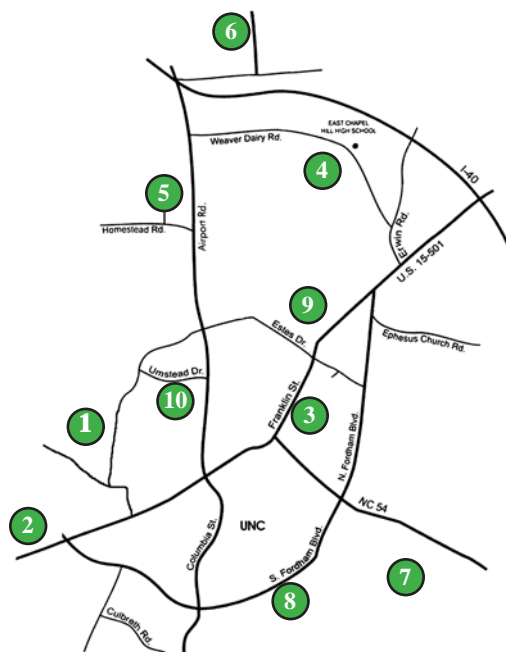 6
EAST CHAPEL
HILL HIGH SCHOOL
Weaver Dairy Rd.
I-40
4
5
Homestead Rd.
Airport Rd.
Erwin Rd.
U.S. 15-501
9
Estes Dr.
Ephesus Church Rd.
Umstead Dr.
10
Franklin St.
3
1
N. Fordham Blvd.
NC 54
2
UNC
Columbia St.
S. Fordham Blvd.
7
8
Culbreth Rd.